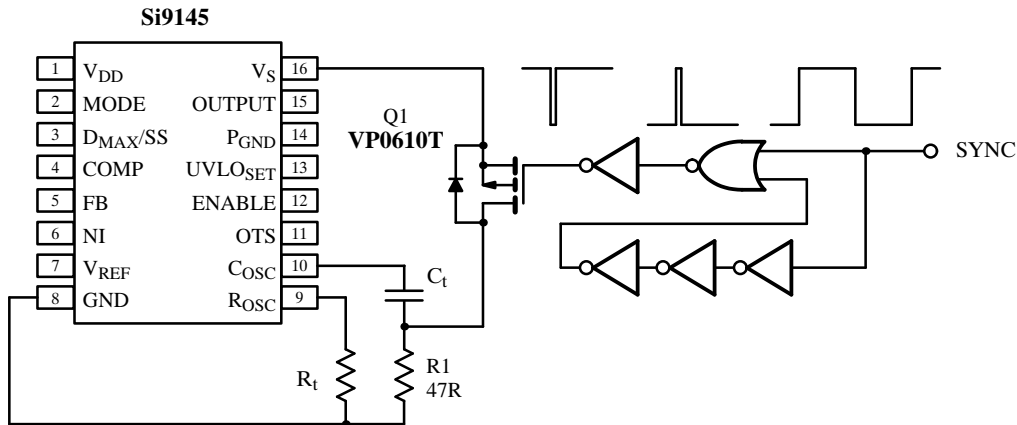 Si9145
1 V_DD
2 MODE
3 D_MAX/SS
4 COMP
5 FB
6 NI
7 V_REF
8 GND
V_S 16
OUTPUT 15
P_GND 14
UVLO_SET 13
ENABLE 12
OTS 11
C_OSC 10
R_OSC 9
Q1
VP0610T
SYNC
C_t
R_t
R1
47R